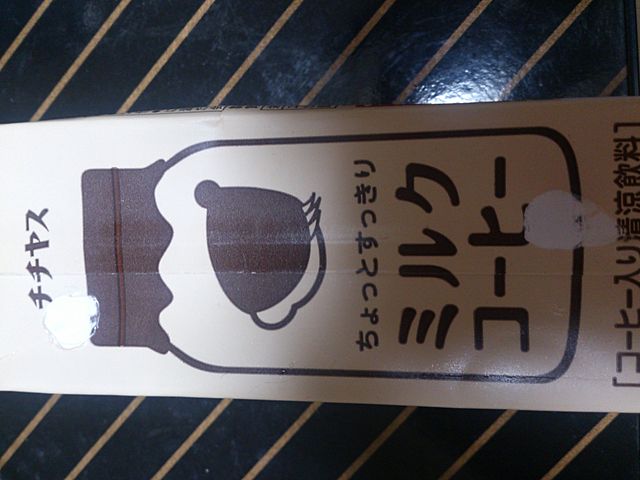 チチヤス
ちょっとすっきり
ミルク
コーヒー
[コーヒー入り清涼飲料]